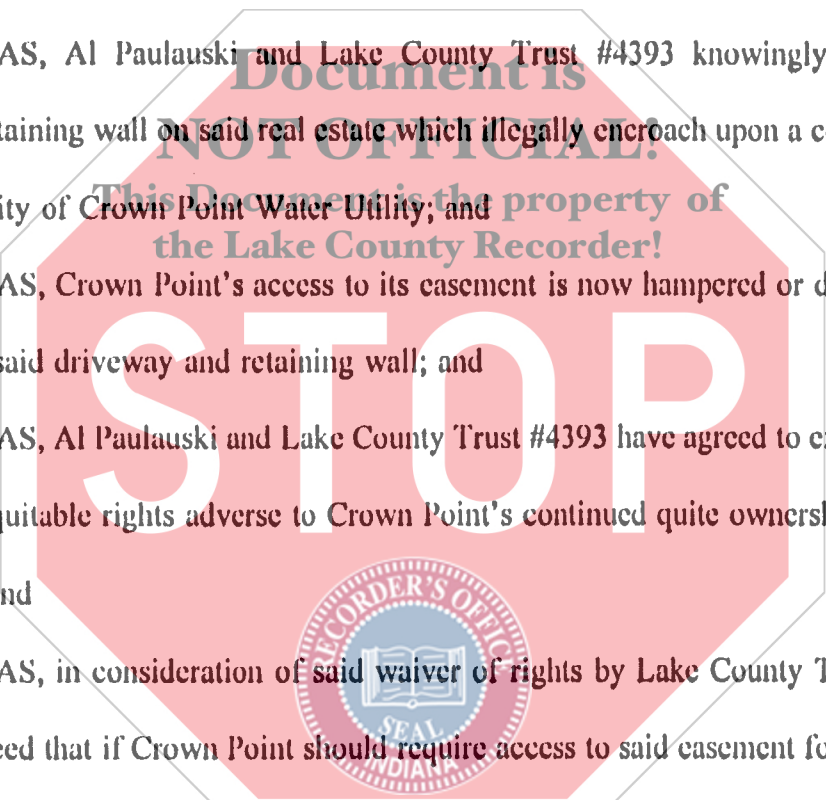 AS, Al Paulauski and Lake County Trust #4393 knowingly
Document is
taining wall on said real estate which illegally encroach upon a c
NOT OFFICIAL!
This Document is the property of
ity of Crown Point Water Utility; and
the Lake County Recorder!
AS, Crown Point's access to its easement is now hampered or d
STOP
said driveway and retaining wall; and
AS, Al Paulauski and Lake County Trust #4393 have agreed to e
quitable rights adverse to Crown Point's continued quite ownersh
nd
RECORDER'S OFFICE
AS, in consideration of said waiver of rights by Lake County T
SEAL
eed that if Crown Point should require access to said easement fo
INDIANA